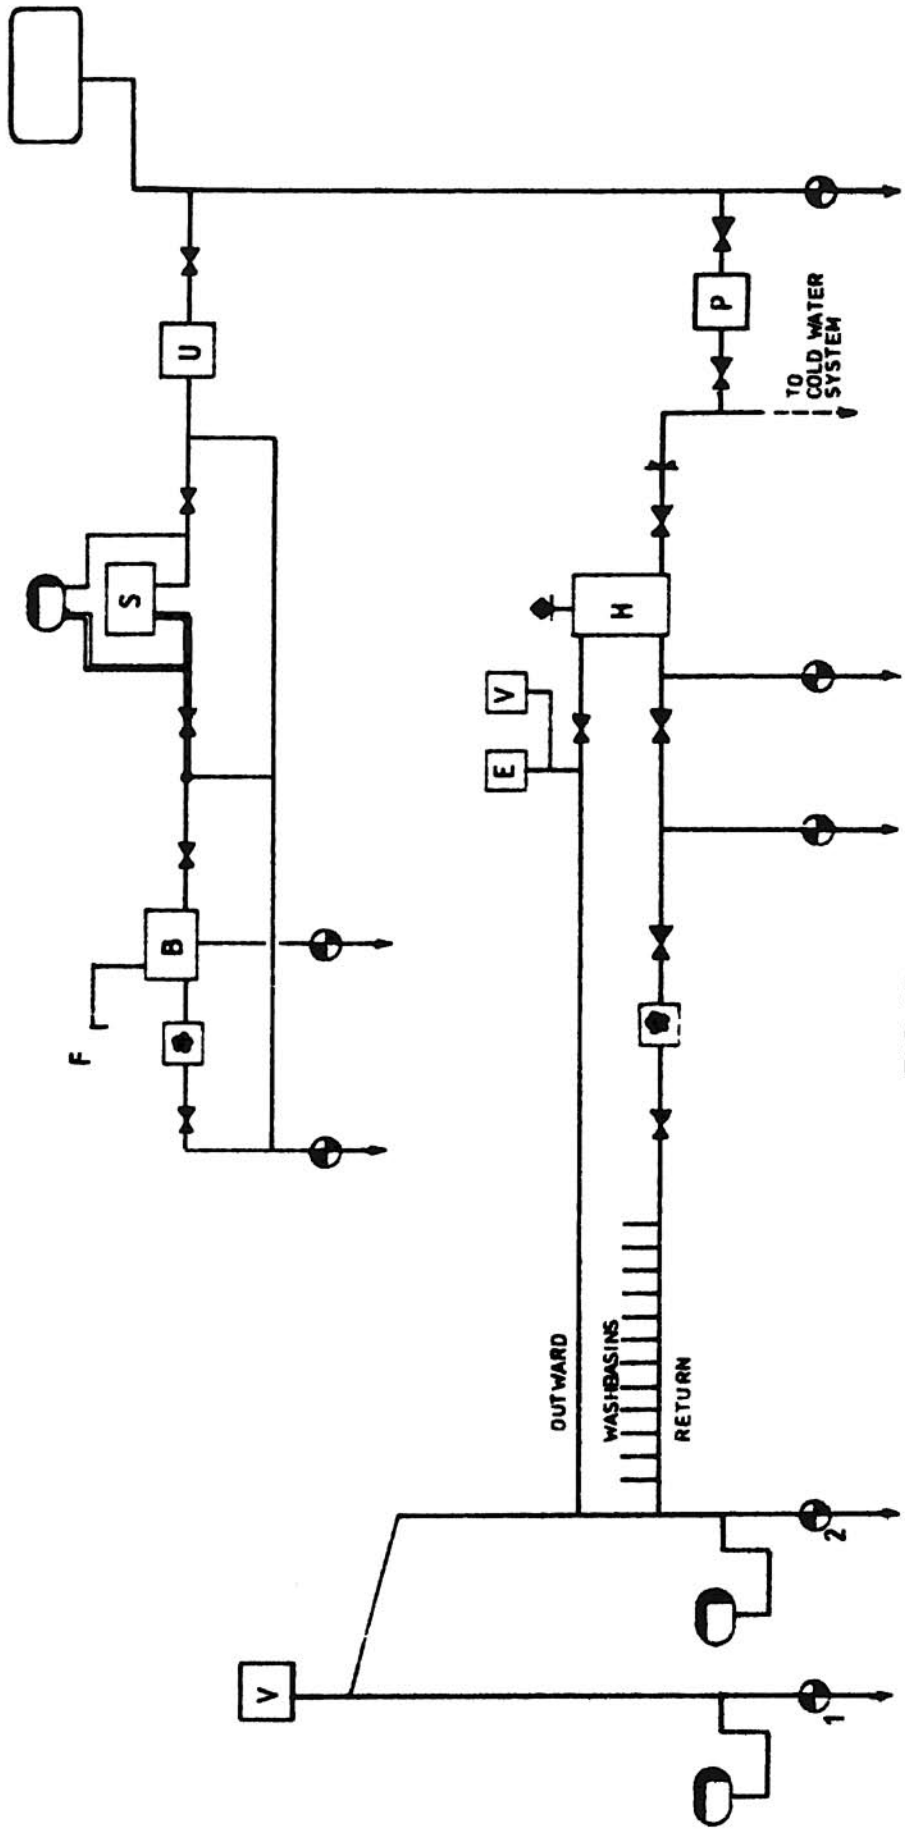 F
B
S
U
E
V
H
P
TO
COLD WATER
SYSTEM
V
OUTWARD
WASHBASINS
RETURN
1
2